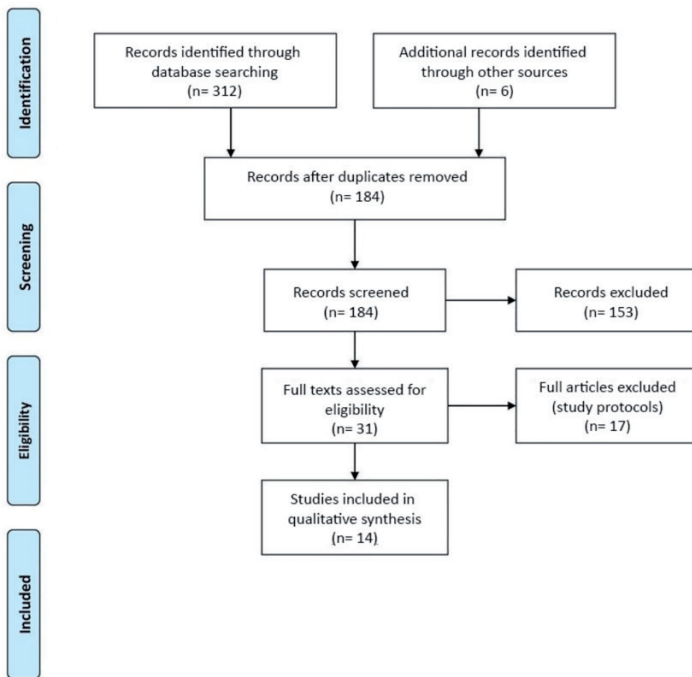 Identification
Records identified through
database searching
(n= 312)
Additional records identified
through other sources
(n= 6)
Records after duplicates removed
(n= 184)
Screening
Records screened
(n= 184)
Records excluded
(n= 153)
Eligibility
Full texts assessed for
eligibility
(n= 31)
Full articles excluded
(study protocols)
(n= 17)
Studies included in
qualitative synthesis
(n= 14)
Included